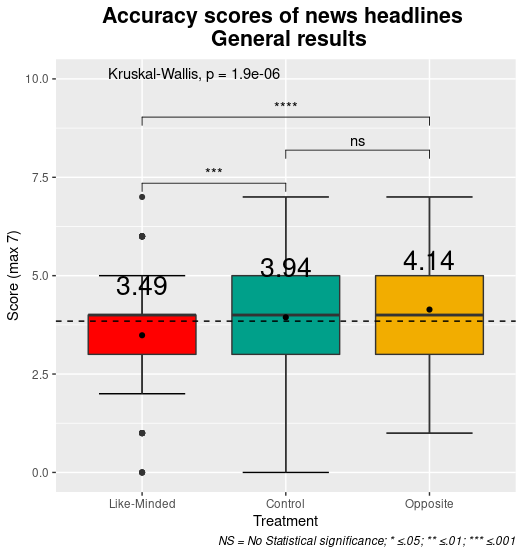 Accuracy scores of news headlines
General results
Kruskal-Wallis, p = 1.9e-06
****
ns
***
3.49
3.94
4.14
10.0
7.5
5.0
2.5
0.0
Score (max 7)
Like-Minded
Control
Opposite
Treatment
NS = No Statistical significance; * ≤.05; ** ≤.01; *** ≤.001